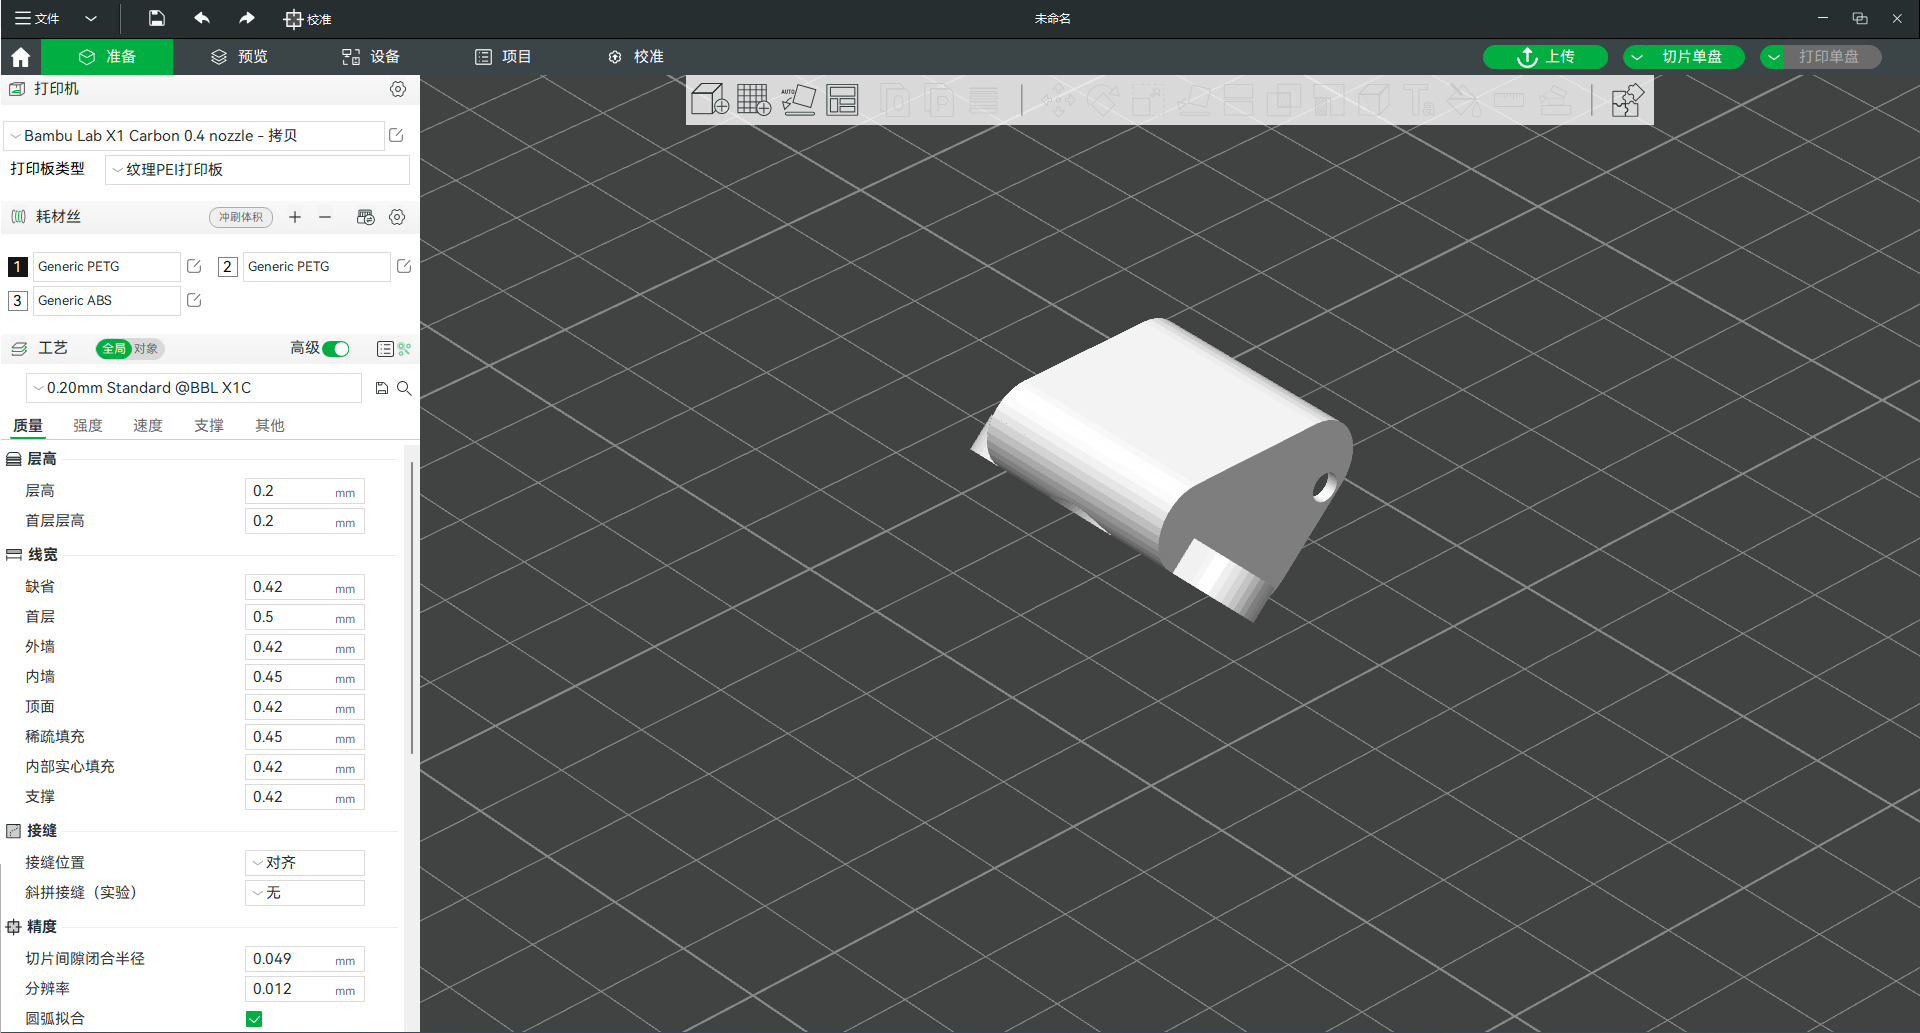 文件
校准
未命名
准备
预览
设备
项目
校准
上传
切片单盘
打印单盘
打印机
Bambu Lab X1 Carbon 0.4 nozzle - 拷贝
打印板类型
纹理PEI打印板
耗材丝
冲刷体积
1 Generic PETG
2 Generic PETG
3 Generic ABS
工艺
全局 对象
高级
0.20mm Standard @BBL X1C
质量 强度 速度 支撑 其他
层高
层高 0.2 mm
首层层高 0.2 mm
线宽
缺省 0.42 mm
首层 0.5 mm
外墙 0.42 mm
内墙 0.45 mm
顶面 0.42 mm
稀疏填充 0.45 mm
内部实心填充 0.42 mm
支撑 0.42 mm
接缝
接缝位置 对齐
斜拼接缝（实验） 无
精度
切片间隙闭合半径 0.049 mm
分辨率 0.012 mm
圆弧拟合
AUTO